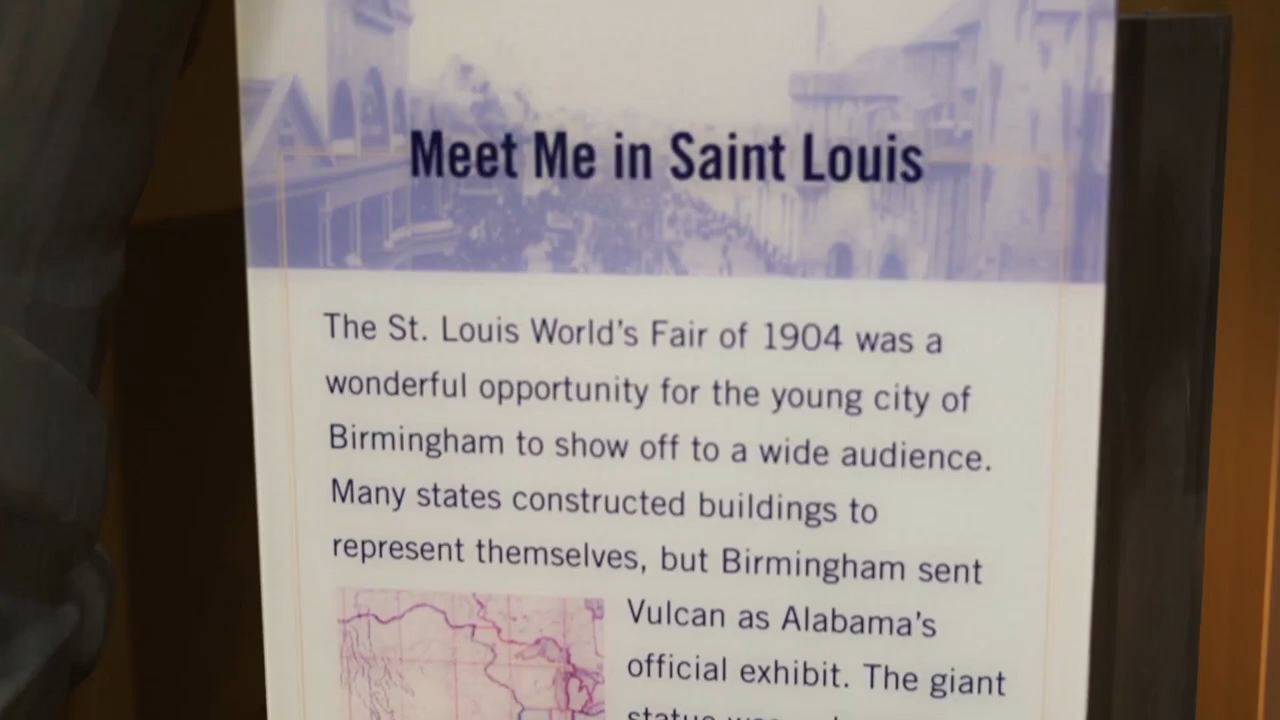 Meet Me in Saint Louis
The St. Louis World's Fair of 1904 was a
wonderful opportunity for the young city of
Birmingham to show off to a wide audience.
Many states constructed buildings to
represent themselves, but Birmingham sent
Vulcan as Alabama's
official exhibit. The giant
statue was